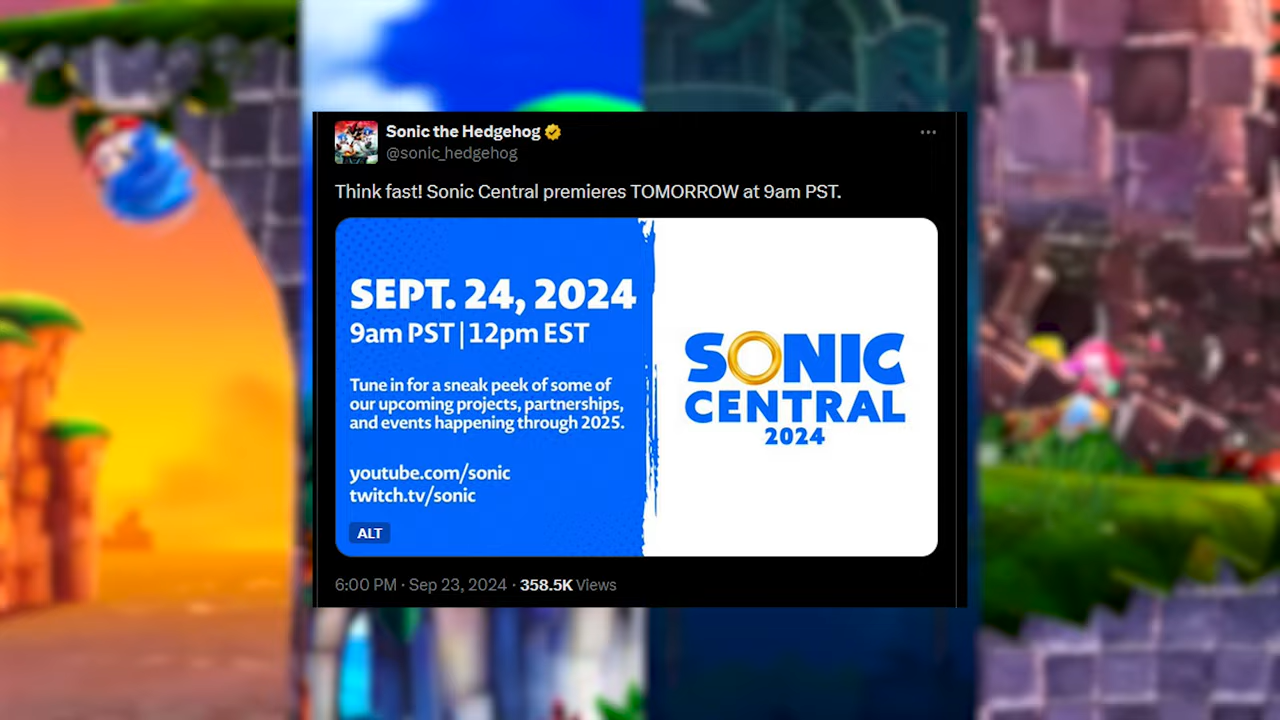 Sonic the Hedgehog
@sonic_hedgehog
Think fast! Sonic Central premieres TOMORROW at 9am PST.
SEPT. 24, 2024
9am PST | 12pm EST
Tune in for a sneak peek of some of
our upcoming projects, partnerships,
and events happening through 2025.
youtube.com/sonic
twitch.tv/sonic
ALT
SONIC
CENTRAL
2024
6:00 PM · Sep 23, 2024 · 358.5K Views